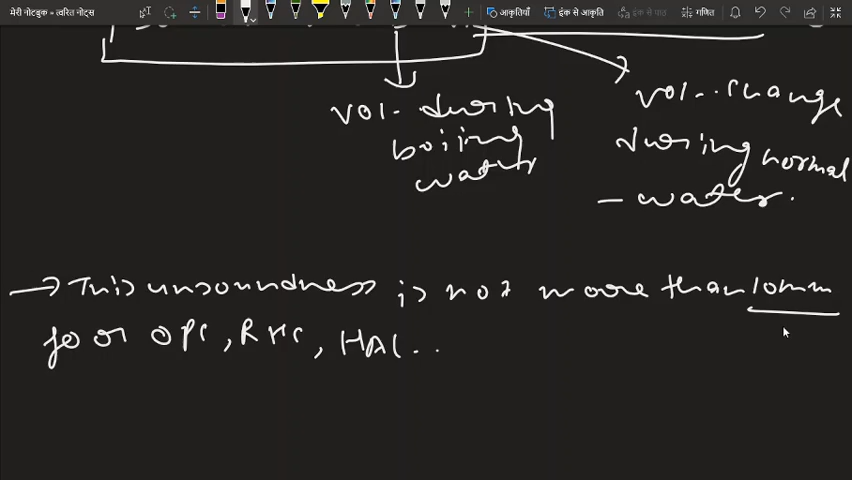 मेरी नोटबुक • त्वरित नोट्स
आकृतियाँ इंक से आकृति इंक से पाठ गणित
vol- during
boiling
water
vol-. change
during normal
- water.
→ This unsoundness is not more than 10mm
for OPC, RHC, HAC..